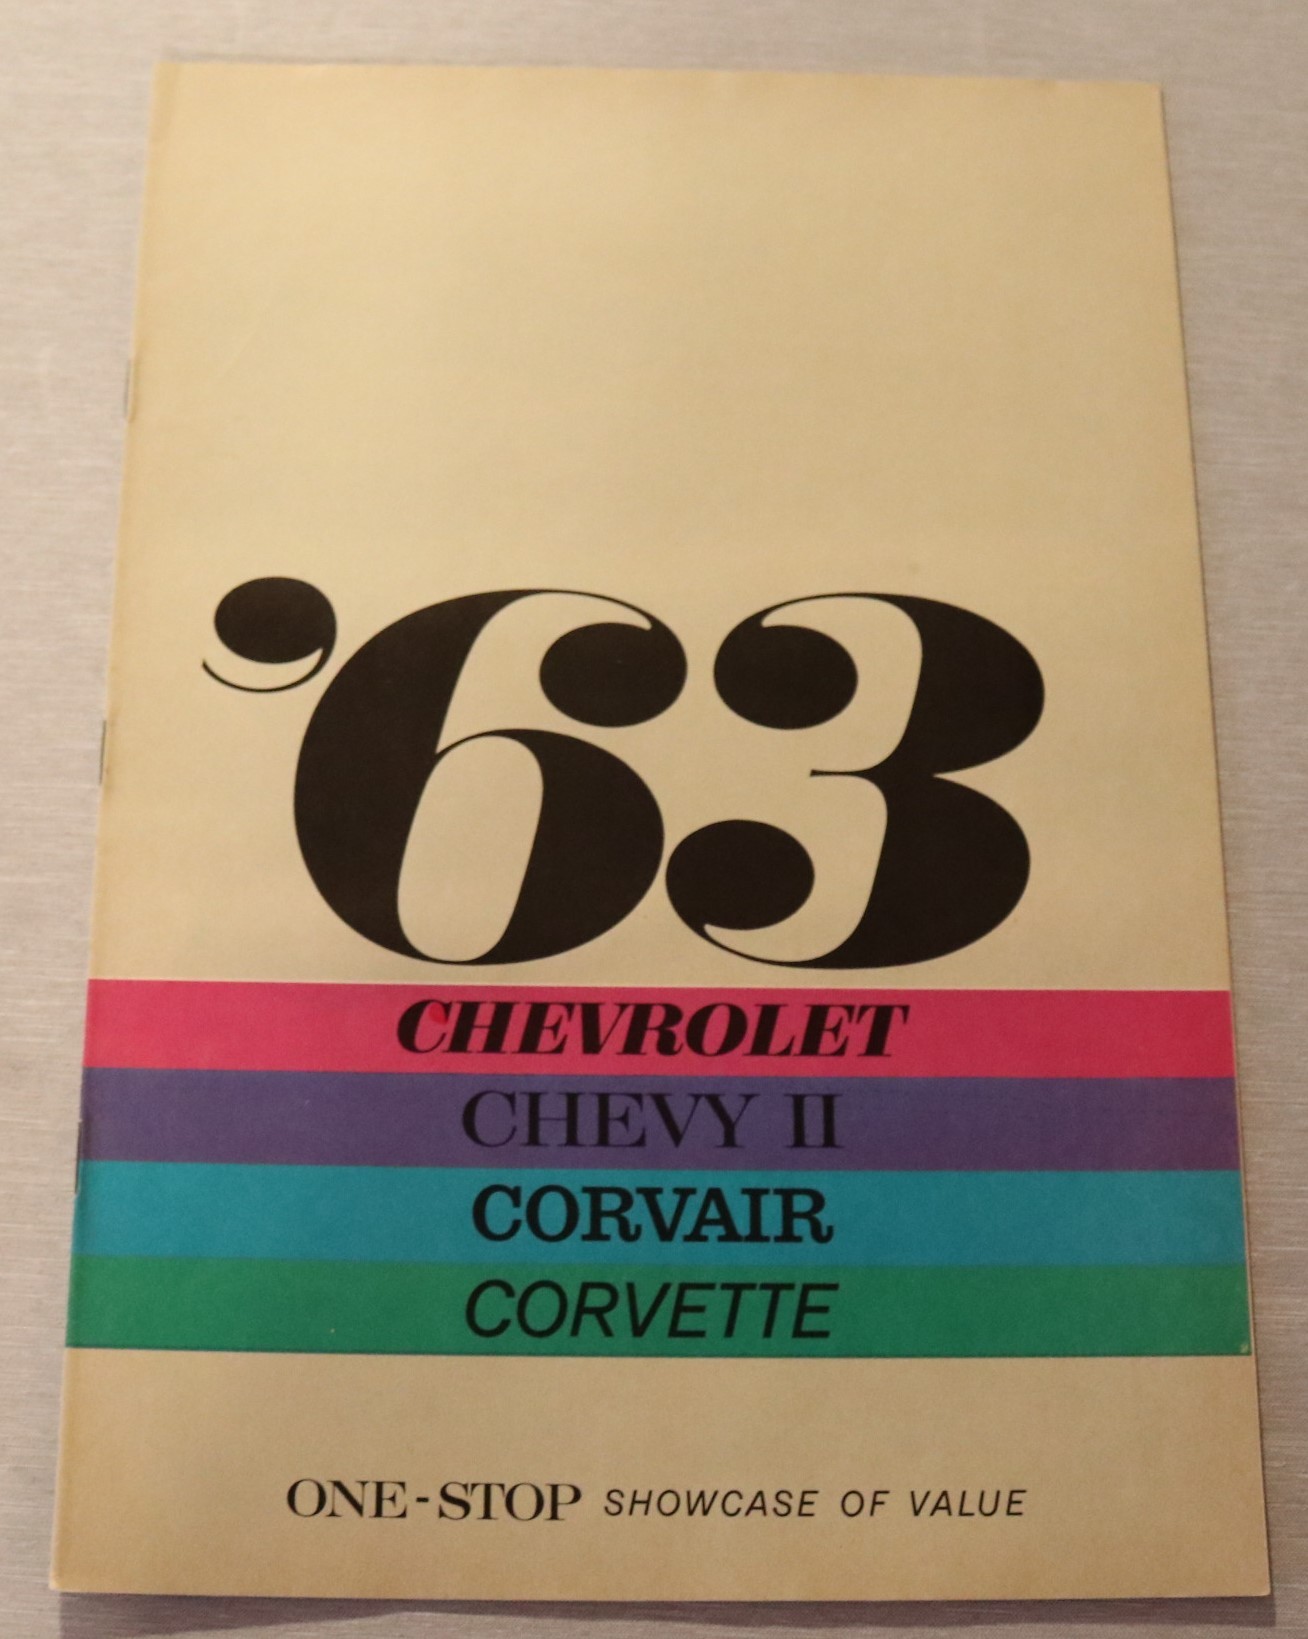 ’63
CHEVROLET
CHEVY II
CORVAIR
CORVETTE
ONE-STOP SHOWCASE OF VALUE